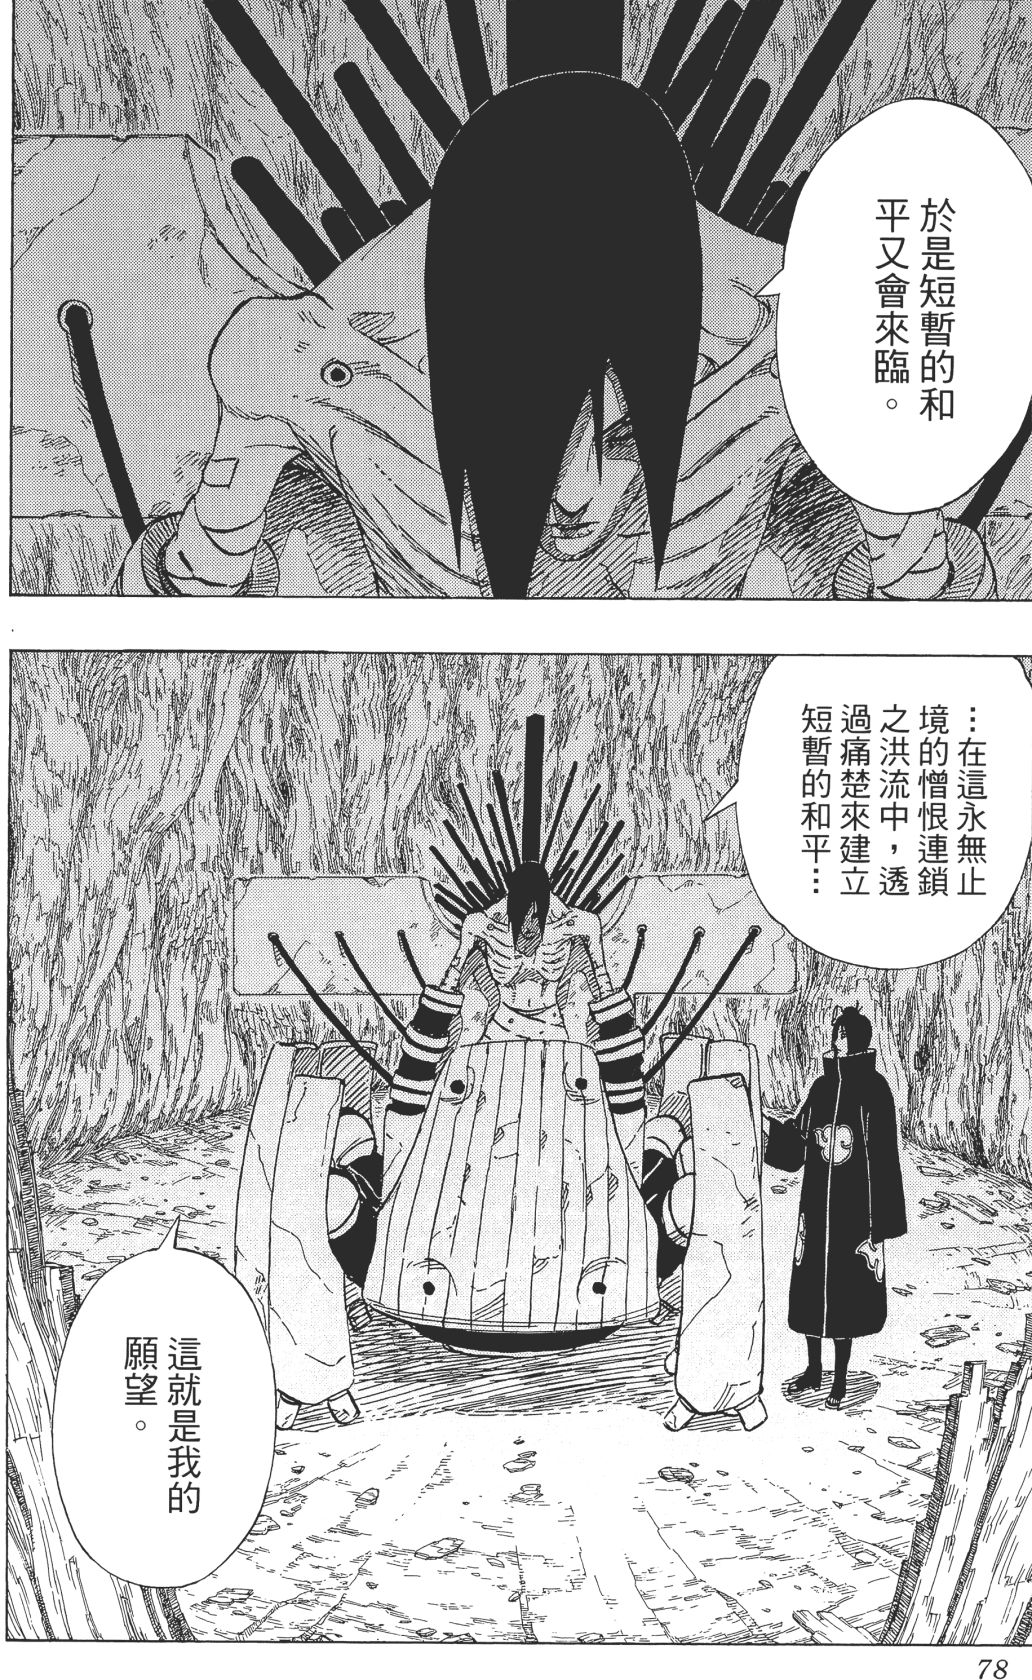 於是短暫的和
平又會來臨。
…在這永無止
境的憎恨連鎖
之洪流中，透
過痛楚來建立
短暫的和平…
這就是我的
願望。
78